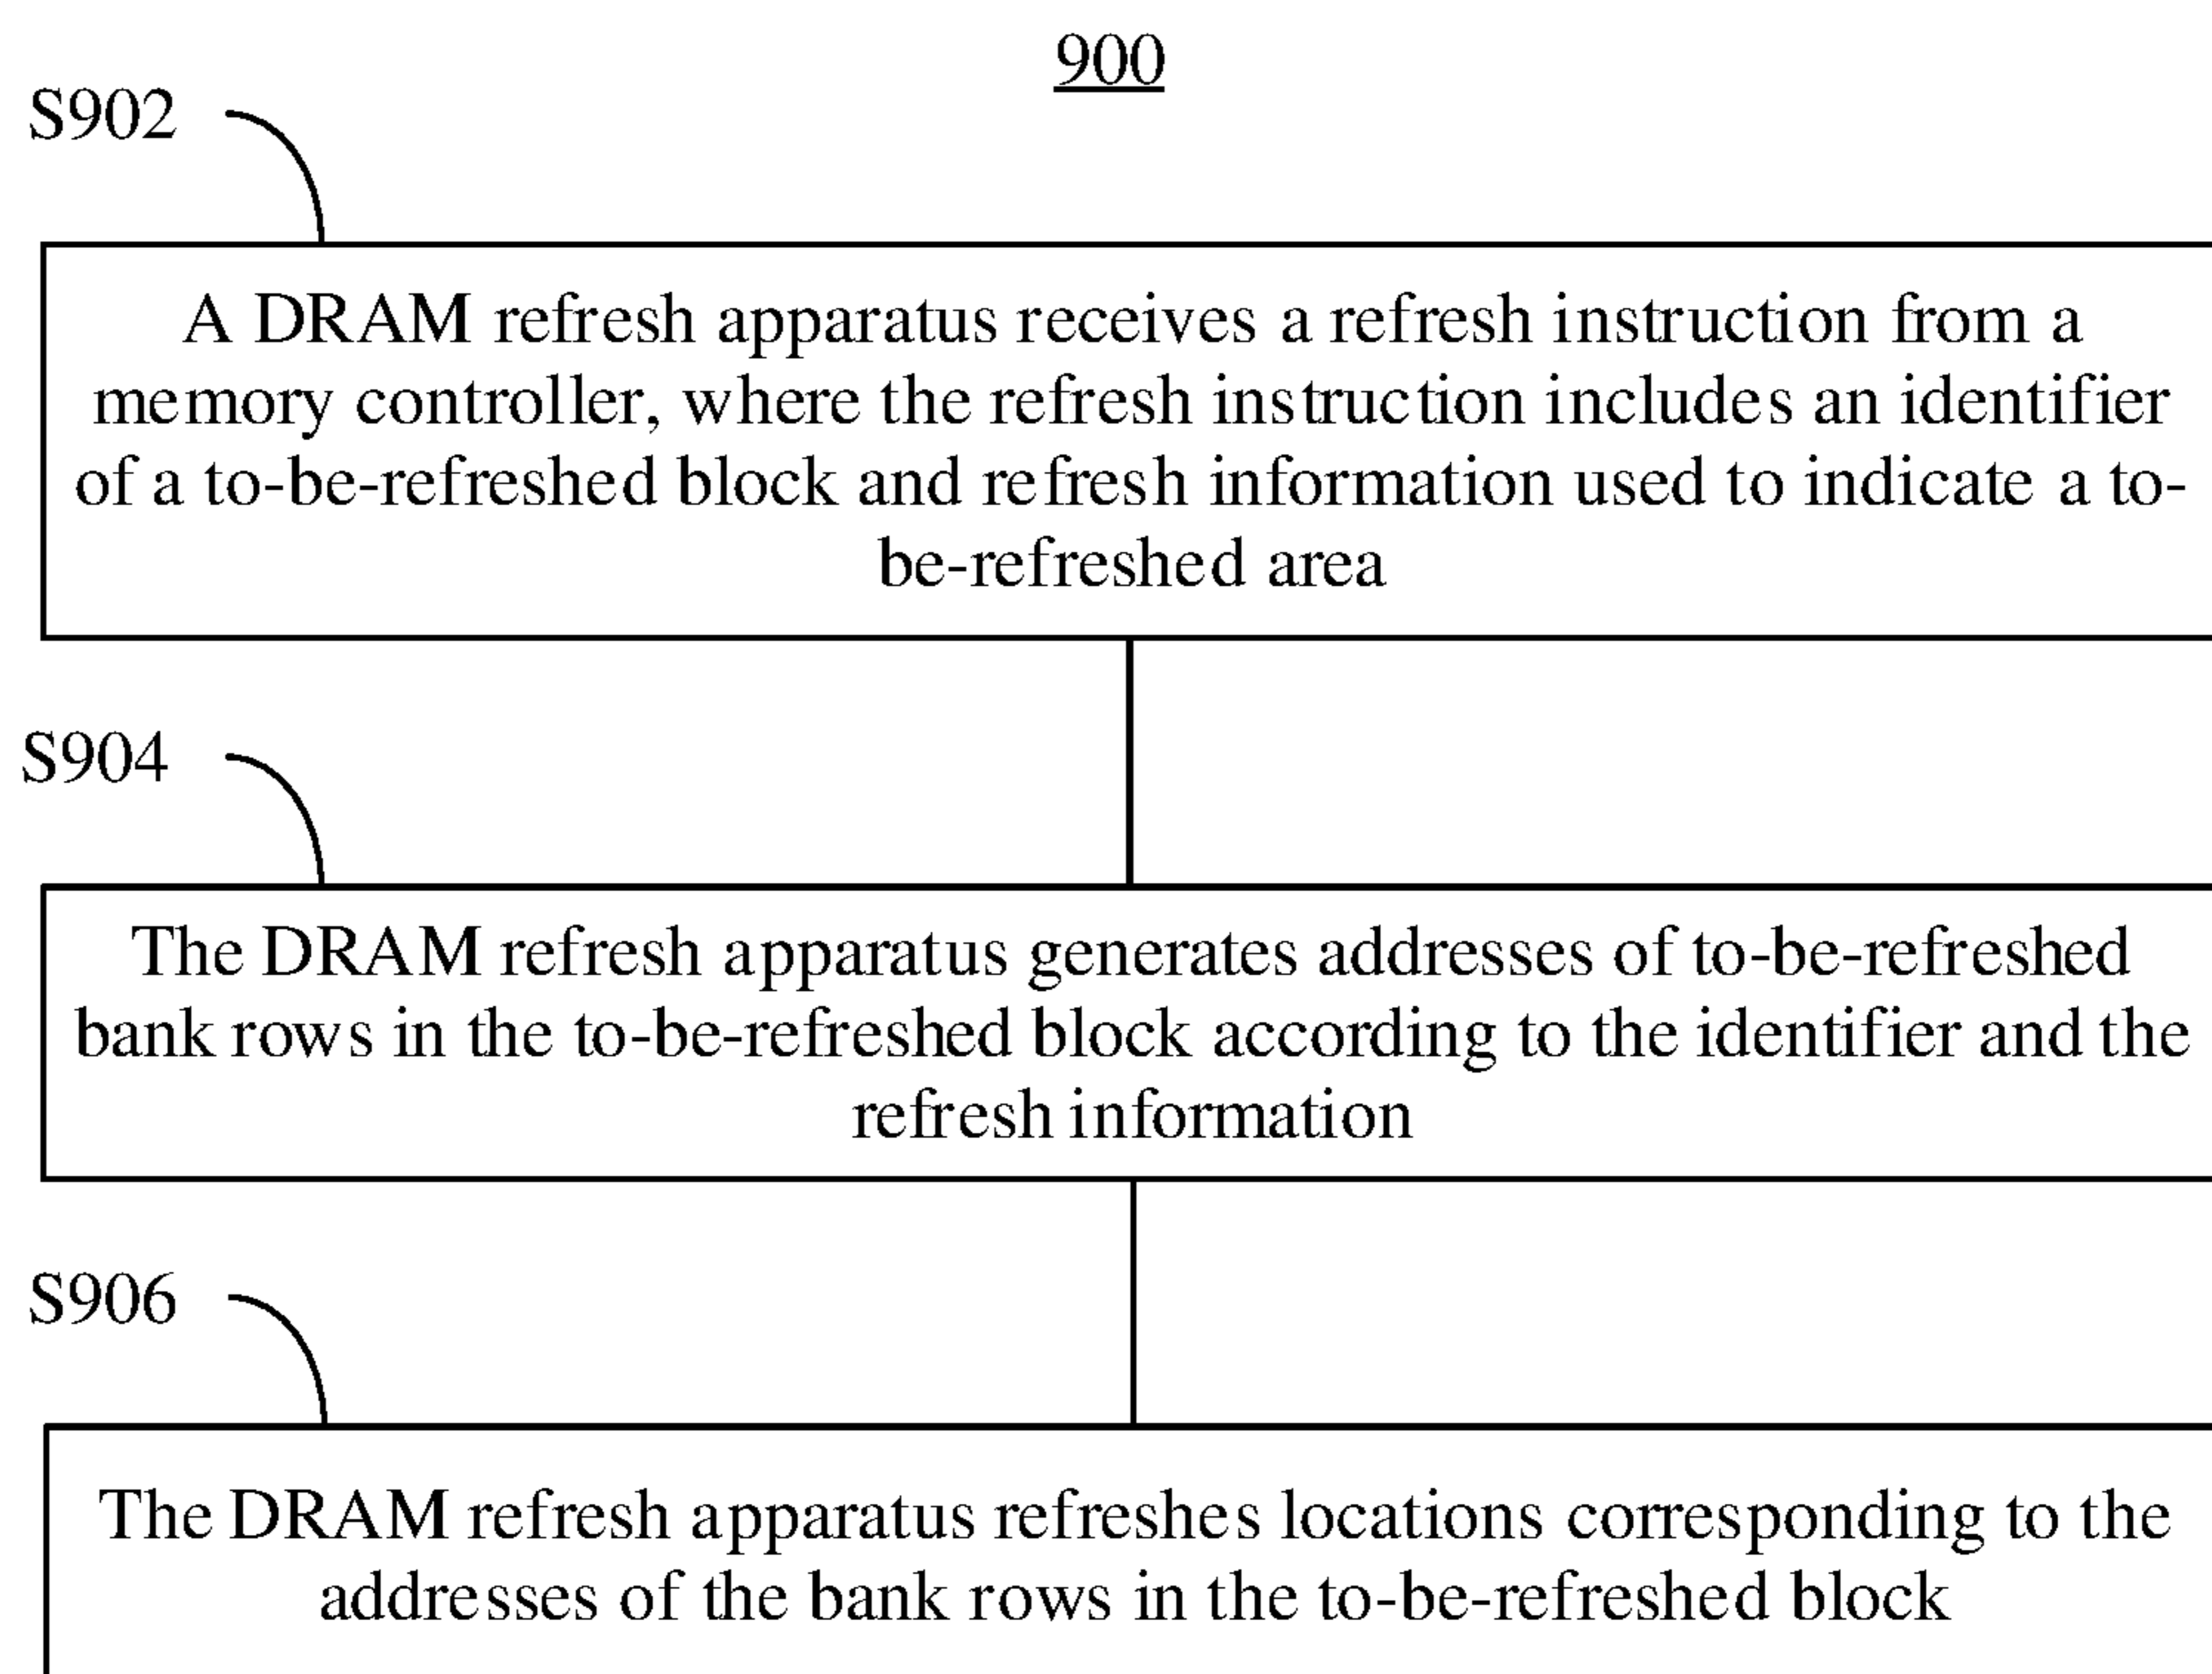 900
S902
A DRAM refresh apparatus receives a refresh instruction from a
memory controller, where the refresh instruction includes an identifier
of a to-be-refreshed block and refresh information used to indicate a to-
be-refreshed area
S904
The DRAM refresh apparatus generates addresses of to-be-refreshed
bank rows in the to-be-refreshed block according to the identifier and the
refresh information
S906
The DRAM refresh apparatus refreshes locations corresponding to the
addresses of the bank rows in the to-be-refreshed block